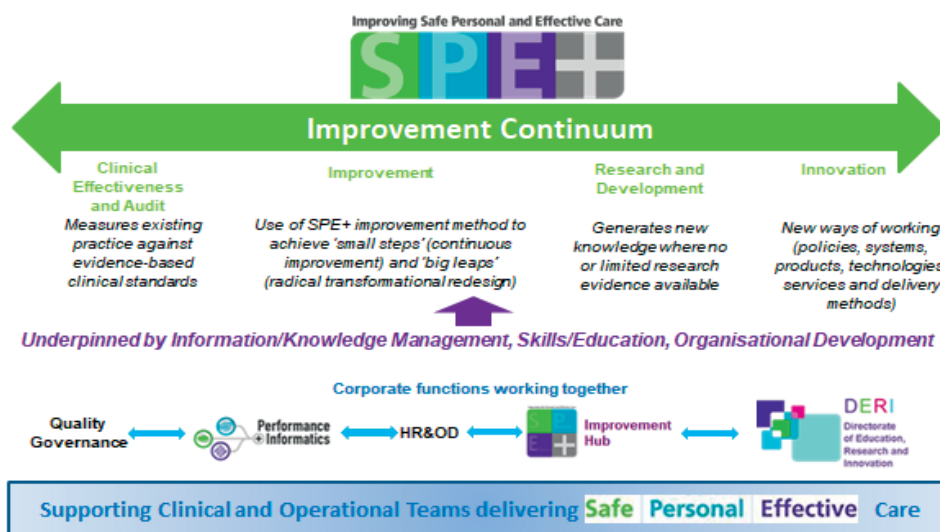 Improving Safe Personal and Effective Care
SPE+
Improvement Continuum
Clinical
Effectiveness
and Audit
Measures existing
practice against
evidence-based
clinical standards
Improvement
Use of SPE+ improvement method to
achieve 'small steps' (continuous
improvement) and 'big leaps'
(radical transformational redesign)
Research and
Development
Generates new
knowledge where no
or limited research
evidence available
Innovation
New ways of working
(policies, systems,
products, technologies
services and delivery
methods)
Underpinned by Information/Knowledge Management, Skills/Education, Organisational Development
Corporate functions working together
Quality
Governance
Performance
+ Informatics
HR&OD
SPE+
Improvement
Hub
DERI
Directorate
of Education,
Research and
Innovation
Supporting Clinical and Operational Teams delivering Safe Personal Effective Care